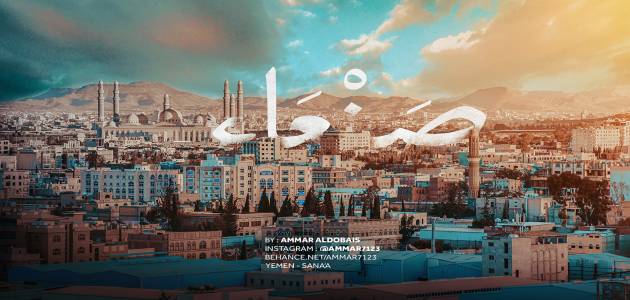 صنعاء
BY : AMMAR ALDOBAIS
INSTAGRAM : @AMMAR7123
BEHANCE.NET/AMMAR7123
YEMEN - SANAA